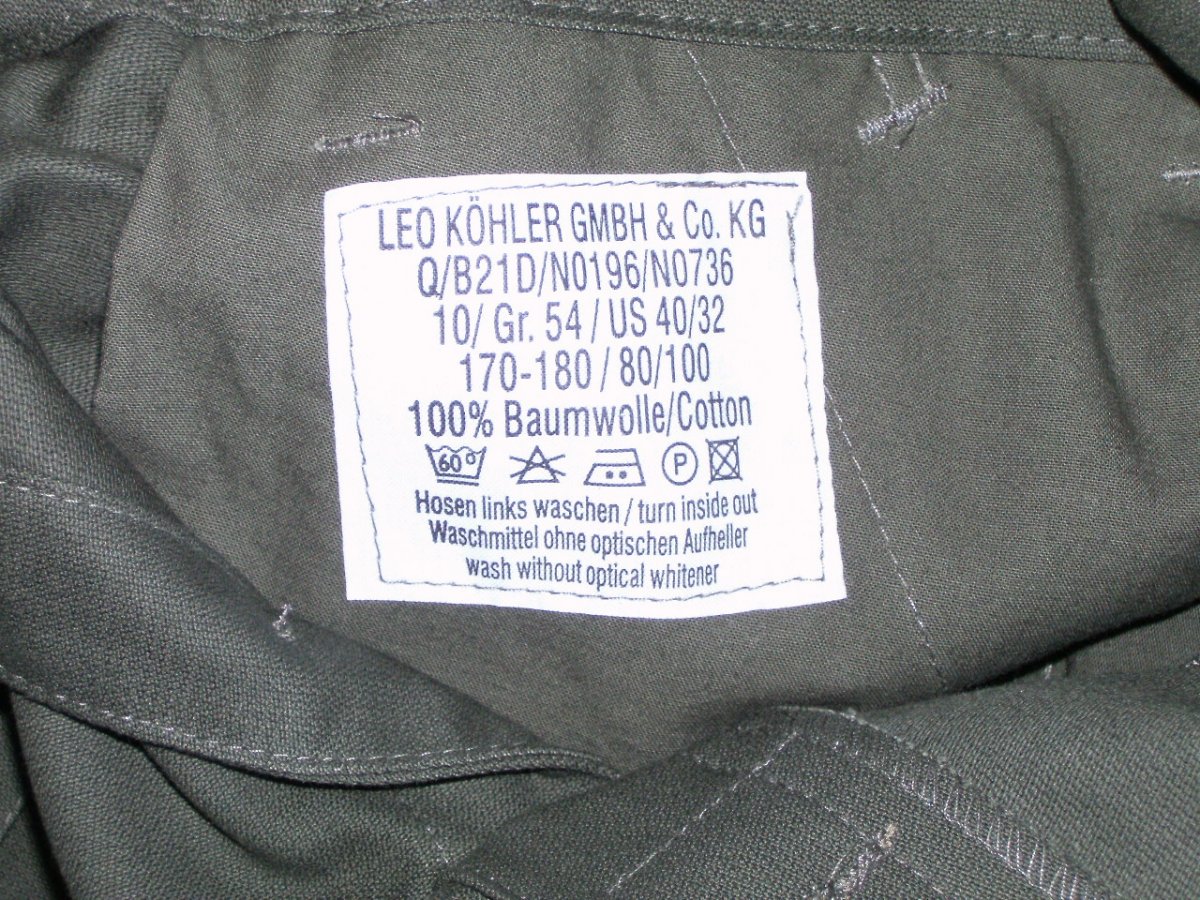 LEO KÖHLER GMBH & Co. KG
Q/B21D/N0196/N0736
10/ Gr. 54 / US 40/32
170-180 / 80/100
100% Baumwolle/Cotton
60° P
Hosen links waschen / turn inside out
Waschmittel ohne optischen Aufheller
wash without optical whitener